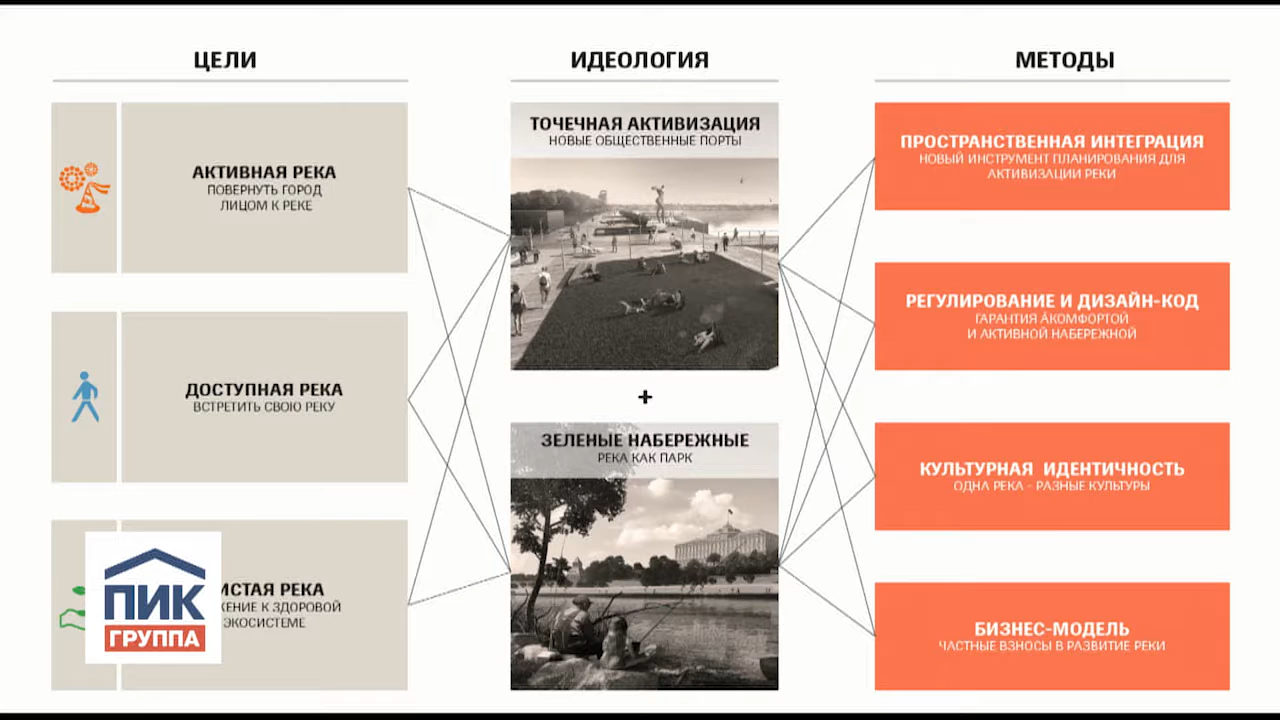 ЦЕЛИ
АКТИВНАЯ РЕКА
ПОВЕРНУТЬ ГОРОД
ЛИЦОМ К РЕКЕ
ДОСТУПНАЯ РЕКА
ВСТРЕТИТЬ СВОЮ РЕКУ
ИСТАЯ РЕКА
ЖЕНИЕ К ЗДОРОВОЙ
ЭКОСИСТЕМЕ
ПИК
ГРУППА
ИДЕОЛОГИЯ
ТОЧЕЧНАЯ АКТИВИЗАЦИЯ
НОВЫЕ ОБЩЕСТВЕННЫЕ ПОРТЫ
+
ЗЕЛЕНЫЕ НАБЕРЕЖНЫЕ
РЕКА КАК ПАРК
МЕТОДЫ
ПРОСТРАНСТВЕННАЯ ИНТЕГРАЦИЯ
НОВЫЙ ИНСТРУМЕНТ ПЛАНИРОВАНИЯ ДЛЯ
АКТИВИЗАЦИИ РЕКИ
РЕГУЛИРОВАНИЕ И ДИЗАЙН-КОД
ГАРАНТИЯ ÂКОМФОРТОЙ
И АКТИВНОЙ НАБЕРЕЖНОЙ
КУЛЬТУРНАЯ ИДЕНТИЧНОСТЬ
ОДНА РЕКА - РАЗНЫЕ КУЛЬТУРЫ
БИЗНЕС-МОДЕЛЬ
ЧАСТНЫЕ ВЗНОСЫ В РАЗВИТИЕ РЕКИ